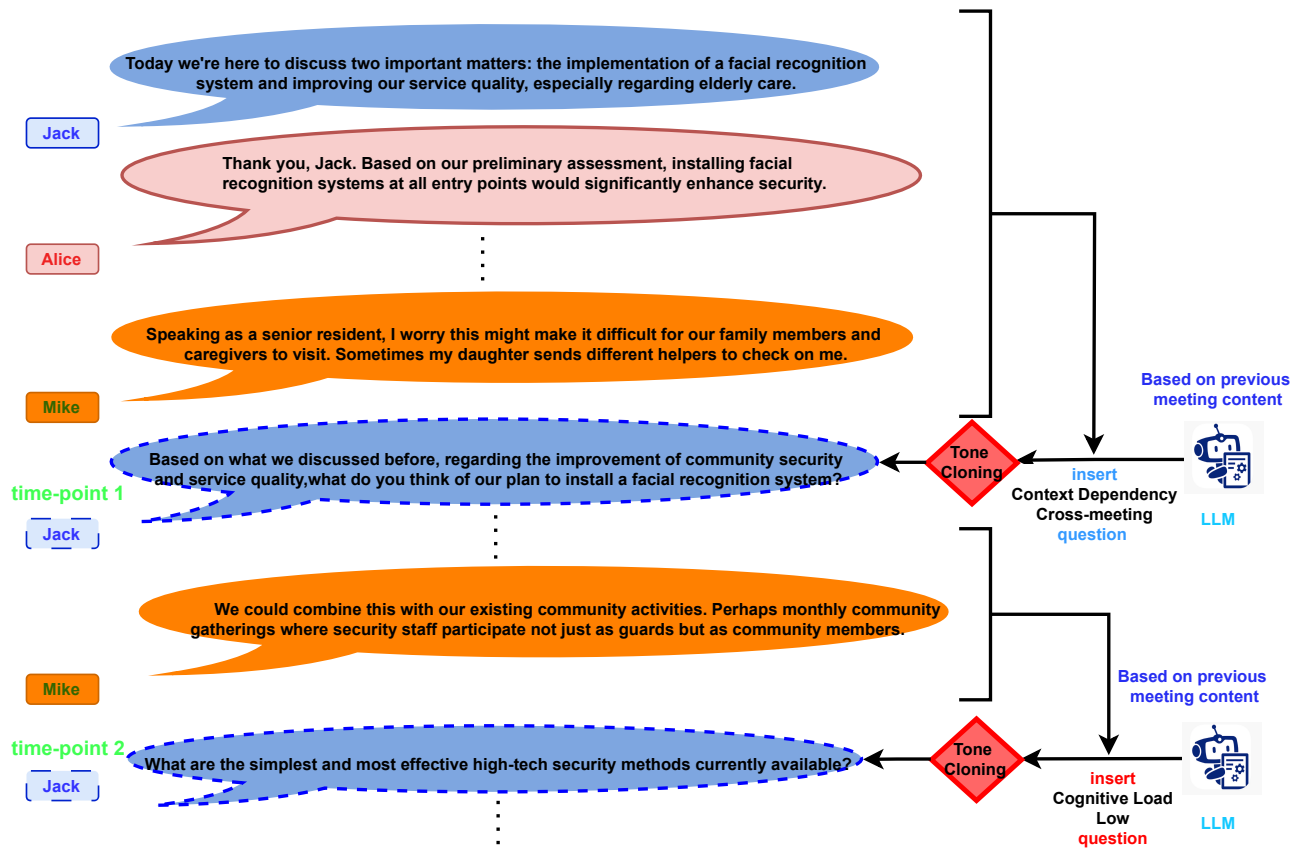 Today we're here to discuss two important matters: the implementation of a facial recognition
system and improving our service quality, especially regarding elderly care.
Jack
Thank you, Jack. Based on our preliminary assessment, installing facial
recognition systems at all entry points would significantly enhance security.
Alice
Speaking as a senior resident, I worry this might make it difficult for our family members and
caregivers to visit. Sometimes my daughter sends different helpers to check on me.
Mike
Based on previous
meeting content
Based on what we discussed before, regarding the improvement of community security
and service quality,what do you think of our plan to install a facial recognition system?
time-point 1
Jack
Tone
Cloning
insert
Context Dependency
Cross-meeting
question
LLM
We could combine this with our existing community activities. Perhaps monthly community
gatherings where security staff participate not just as guards but as community members.
Mike
Based on previous
meeting content
time-point 2
What are the simplest and most effective high-tech security methods currently available?
Jack
Tone
Cloning
insert
Cognitive Load
Low
question
LLM